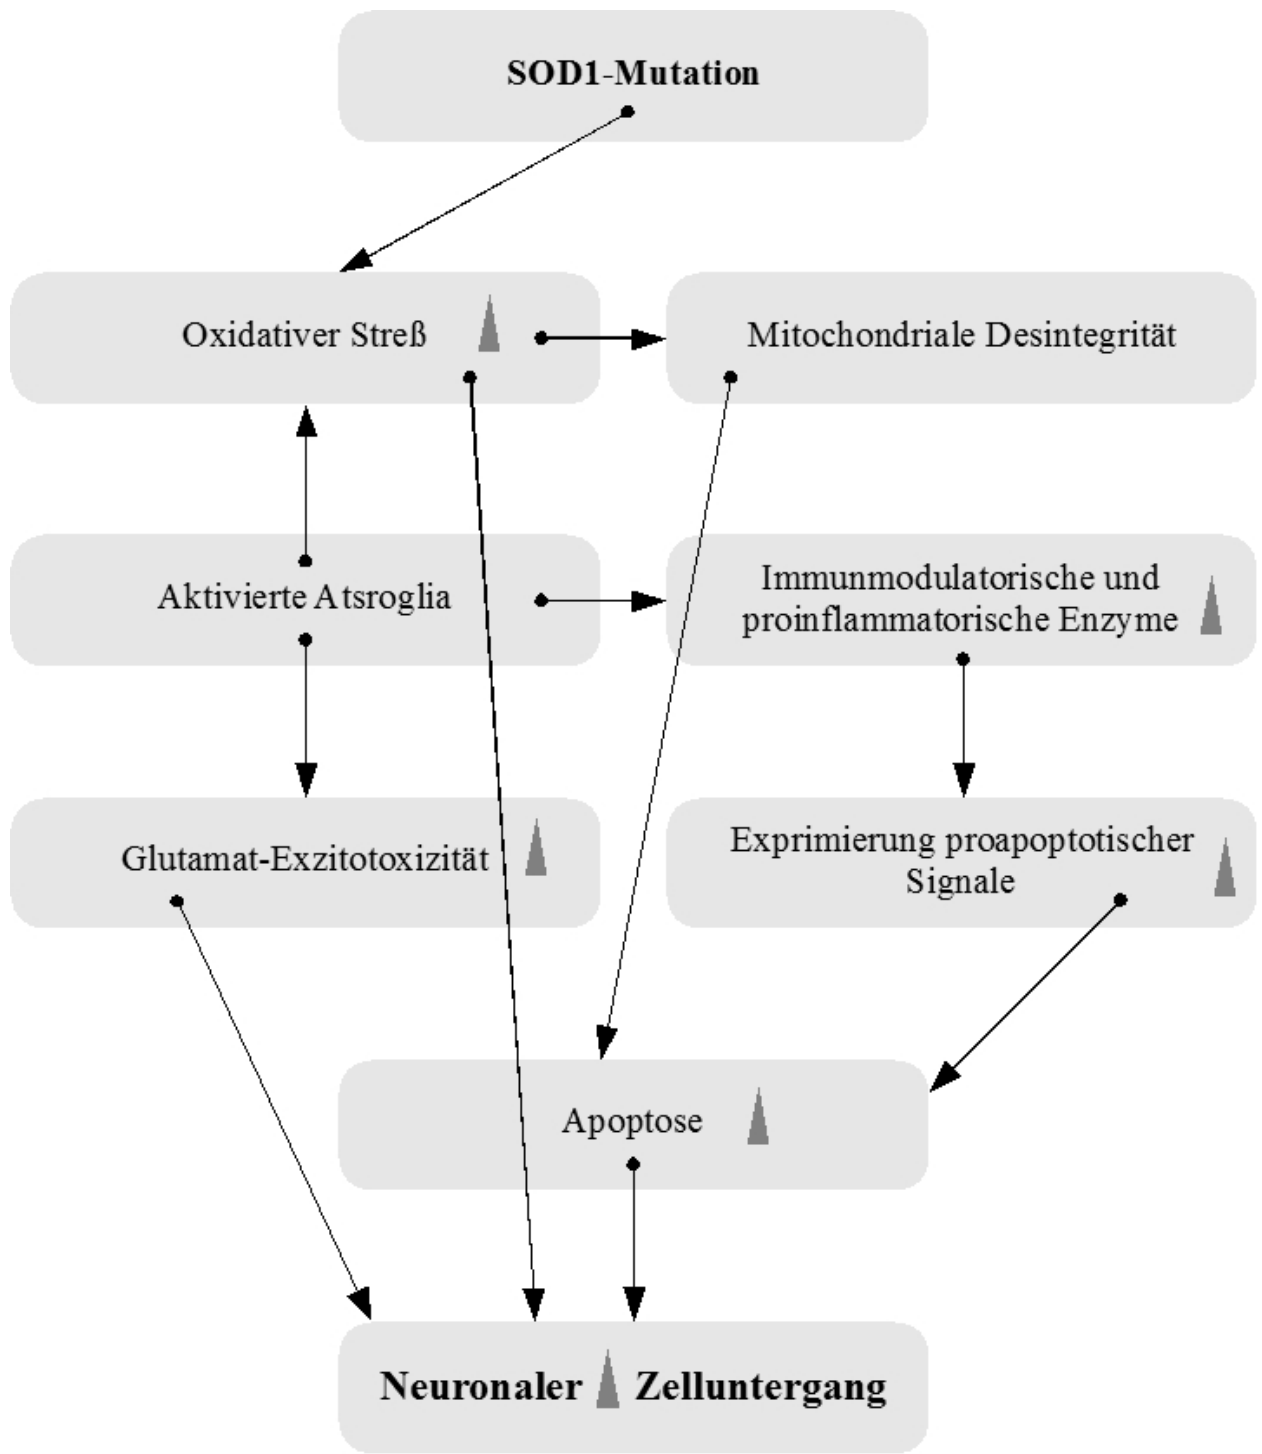 SOD1-Mutation
Oxidativer Streß
Mitochondriale Desintegrität
Aktivierte Atsroglia
Immunmodulatorische und
proinflammatorische Enzyme
Glutamat-Exzitotoxizität
Exprimierung proapoptotischer
Signale
Apoptose
Neuronaler Zelluntergang